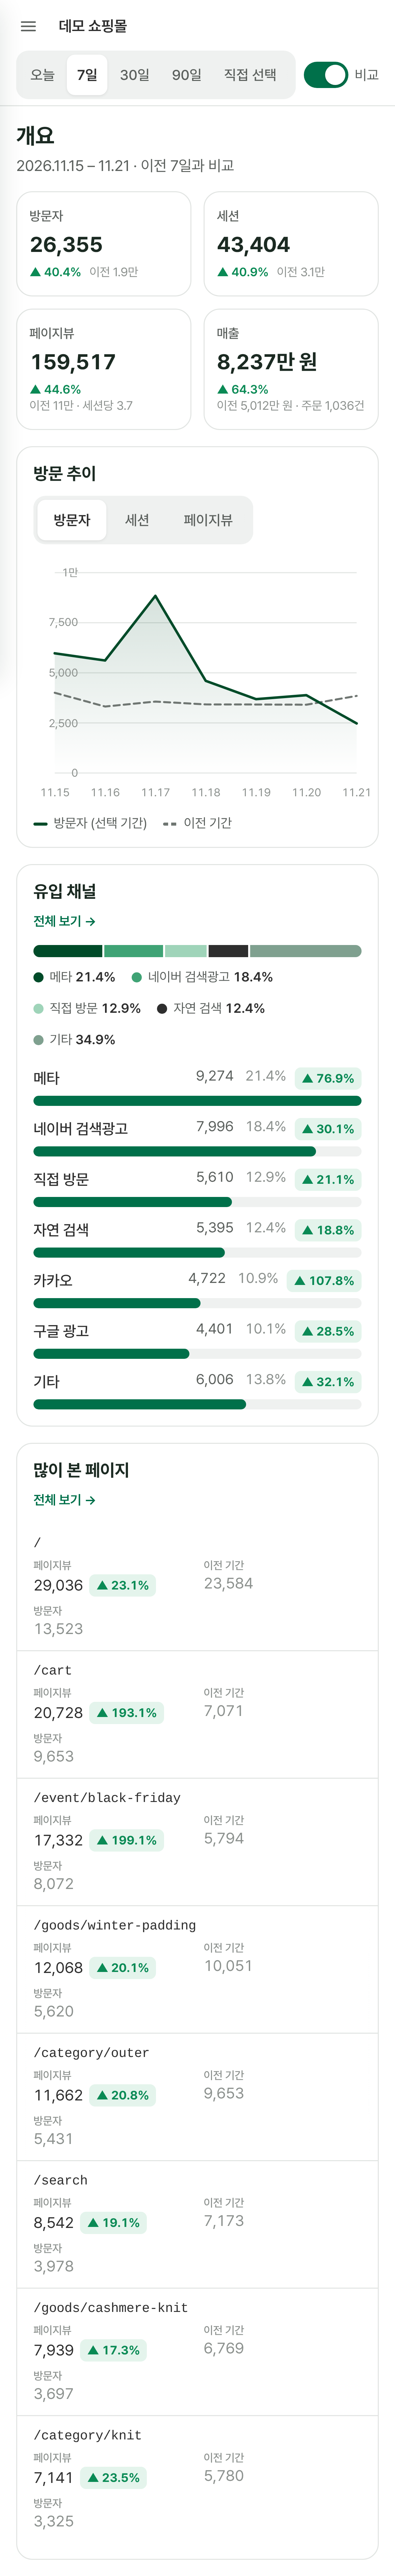 데모 쇼핑몰
오늘 7일 30일 90일 직접 선택 비교
개요
2026.11.15 – 11.21 · 이전 7일과 비교
방문자
26,355
▲ 40.4% 이전 1.9만
세션
43,404
▲ 40.9% 이전 3.1만
페이지뷰
159,517
▲ 44.6%
이전 11만 · 세션당 3.7
매출
8,237만 원
▲ 64.3%
이전 5,012만 원 · 주문 1,036건
방문 추이
방문자 세션 페이지뷰
1만
7,500
5,000
2,500
0
11.15 11.16 11.17 11.18 11.19 11.20 11.21
방문자 (선택 기간) 이전 기간
유입 채널
전체 보기 →
메타 21.4% 네이버 검색광고 18.4%
직접 방문 12.9% 자연 검색 12.4%
기타 34.9%
메타 9,274 21.4% ▲ 76.9%
네이버 검색광고 7,996 18.4% ▲ 30.1%
직접 방문 5,610 12.9% ▲ 21.1%
자연 검색 5,395 12.4% ▲ 18.8%
카카오 4,722 10.9% ▲ 107.8%
구글 광고 4,401 10.1% ▲ 28.5%
기타 6,006 13.8% ▲ 32.1%
많이 본 페이지
전체 보기 →
/
페이지뷰 이전 기간
29,036 ▲ 23.1% 23,584
방문자
13,523
/cart
페이지뷰 이전 기간
20,728 ▲ 193.1% 7,071
방문자
9,653
/event/black-friday
페이지뷰 이전 기간
17,332 ▲ 199.1% 5,794
방문자
8,072
/goods/winter-padding
페이지뷰 이전 기간
12,068 ▲ 20.1% 10,051
방문자
5,620
/category/outer
페이지뷰 이전 기간
11,662 ▲ 20.8% 9,653
방문자
5,431
/search
페이지뷰 이전 기간
8,542 ▲ 19.1% 7,173
방문자
3,978
/goods/cashmere-knit
페이지뷰 이전 기간
7,939 ▲ 17.3% 6,769
방문자
3,697
/category/knit
페이지뷰 이전 기간
7,141 ▲ 23.5% 5,780
방문자
3,325